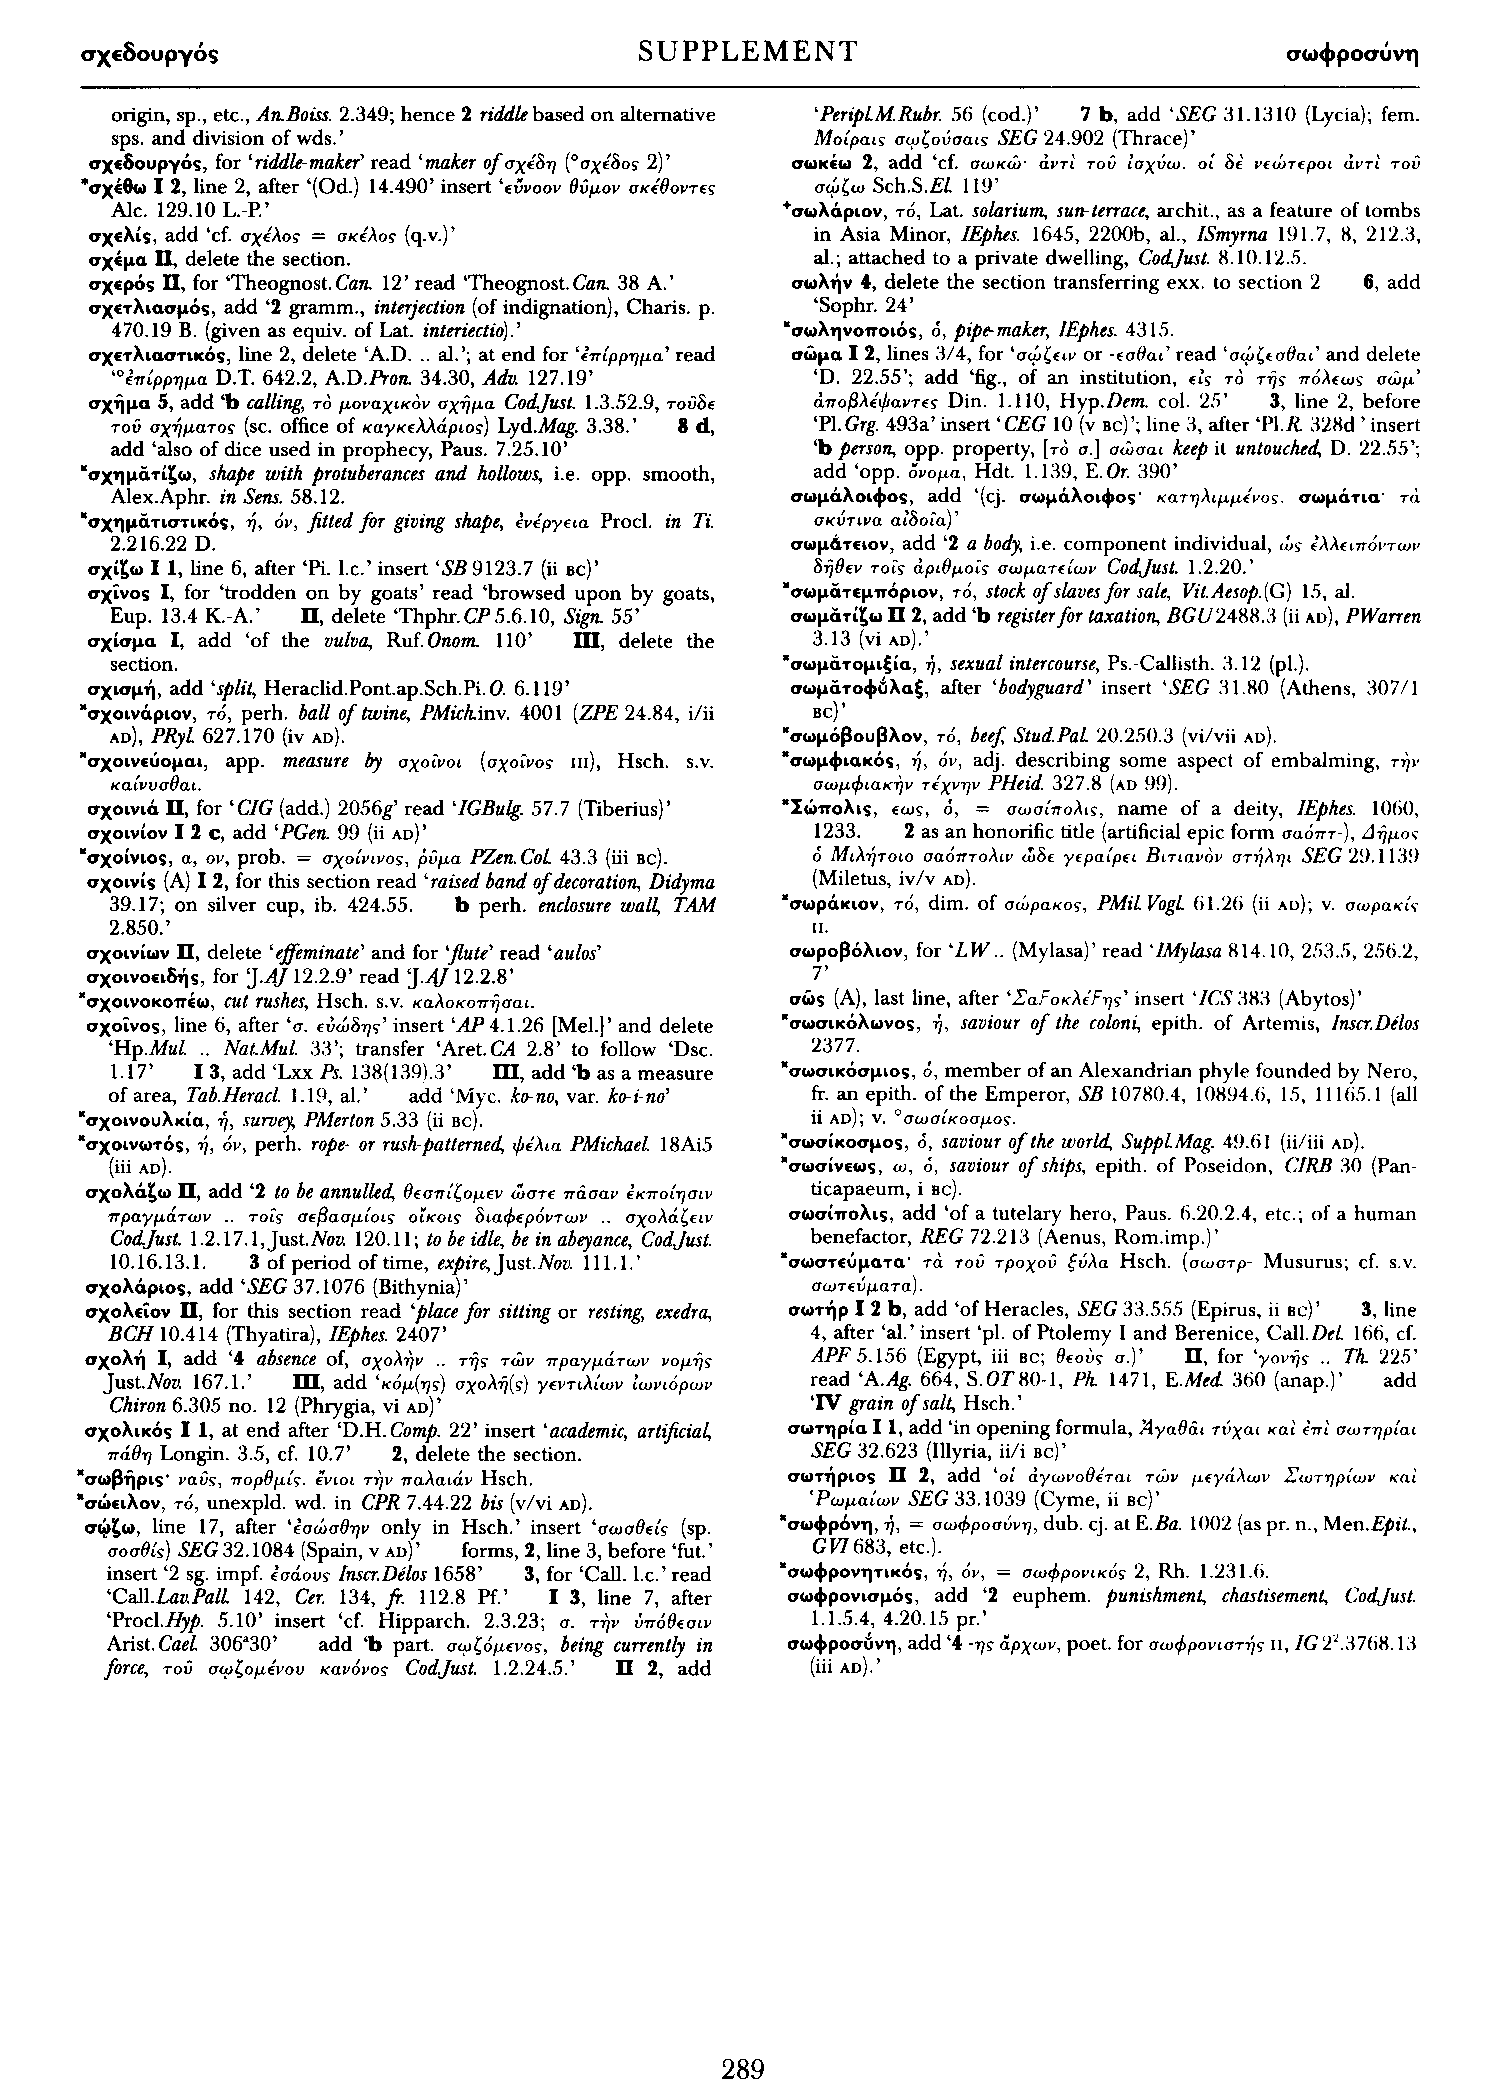 σχεδουργός
SUPPLEMENT
σωφροσύνη
origin, sp., etc., An.Boiss. 2.349; hence 2 riddle based on alternative
sps. and division of wds.’
σχεδουργός, for ‘riddle-maker’ read ‘maker of σχέδη (°σχέδος 2)’
*σχέθω I 2, line 2, after ‘(Od.) 14.490’ insert ‘εὔνοον θῦμον σκέθοντες
Alc. 129.10 L.-P.’
σχελίς, add ‘cf. σχέλος = σκέλος (q.v.)’
σχέμα II, delete the section.
σχερός II, for ‘Theognost.Can. 12’ read ‘Theognost.Can. 38 A.’
σχετλιασμός, add ‘2 gramm., interjection (of indignation), Charis. p.
470.19 B. (given as equiv. of Lat. interiectio).’
σχετλιαστικός, line 2, delete ‘A.D. .. al.’; at end for ‘ἐπίρρημα’ read
‘°ἐπίρρημα D.T. 642.2, A.D.Pron. 34.30, Adv. 127.19’
σχῆμα 5, add ‘b calling, τὸ μοναχικὸν σχῆμα Cod.Just. 1.3.52.9, τοῦδε
τοῦ σχήματος (sc. office of καγκελλάριος) Lyd.Mag. 3.38.’ 8 d,
add ‘also of dice used in prophecy, Paus. 7.25.10’
*σχημᾰτίζω, shape with protuberances and hollows, i.e. opp. smooth,
Alex.Aphr. in Sens. 58.12.
*σχημᾰτιστικός, ή, όν, fitted for giving shape, ἐνέργεια Procl. in Ti.
2.216.22 D.
σχίζω I 1, line 6, after ‘Pi. l.c.’ insert ‘SB 9123.7 (ii BC)’
σχῖνος I, for ‘trodden on by goats’ read ‘browsed upon by goats,
Eup. 13.4 K.-A.’ II, delete ‘Thphr.CP 5.6.10, Sign. 55’
σχίσμα I, add ‘of the vulva, Ruf.Onom. 110’ III, delete the
section.
σχισμή, add ‘split, Heraclid.Pont.ap.Sch.Pi.O. 6.119’
*σχοινάριον, τό, perh. ball of twine, PMich.inv. 4001 (ZPE 24.84, i/ii
AD), PRyl. 627.170 (iv AD).
*σχοινεύομαι, app. measure by σχοῖνοι (σχοῖνος III), Hsch. s.v.
καίνυσθαι.
σχοινιά II, for ‘CIG (add.) 2056g’ read ‘IGBulg. 57.7 (Tiberius)’
σχοινίον I 2 c, add ‘PGen. 99 (ii AD)’
*σχοίνιος, α, ον, prob. = σχοίνινος, ῥῦμα PZen.Col. 43.3 (iii BC).
σχοινίς (A) I 2, for this section read ‘raised band of decoration, Didyma
39.17; on silver cup, ib. 424.55. b perh. enclosure wall, TAM
2.850.’
σχοινίων II, delete ‘effeminate’ and for ‘flute’ read ‘aulos’
σχοινοειδής, for ‘J.AJ 12.2.9’ read ‘J.AJ 12.2.8’
*σχοινοκοπέω, cut rushes, Hsch. s.v. καλοκοπῆσαι.
σχοῖνος, line 6, after ‘σ. εὐώδης’ insert ‘AP 4.1.26 [Mel.]’ and delete
‘Hp.Mul. .. Nat.Mul. 33’; transfer ‘Aret.CA 2.8’ to follow ‘Dsc.
1.17’ I 3, add ‘Lxx Ps. 138(139).3’ III, add ‘b as a measure
of area, Tab.Heracl. 1.19, al.’ add ‘Myc. ko-no, var. ko-i-no’
*σχοινουλκία, ἡ, survey, PMerton 5.33 (ii BC).
*σχοινωτός, ή, όν, perh. rope- or rush-patterned, ψέλια PMichael. 18Ai5
(iii AD).
σχολάζω II, add ‘2 to be annulled, θεσπίζομεν ὥστε πᾶσαν ἐκποίησιν
πραγμάτων .. τοῖς σεβασμίοις οἴκοις διαφερόντων .. σχολάζειν
Cod.Just. 1.2.17.1, Just.Nov. 120.11; to be idle, be in abeyance, Cod.Just.
10.16.13.1. 3 of period of time, expire, Just.Nov. 111.1.’
σχολάριος, add ‘SEG 37.1076 (Bithynia)’
σχολεῖον II, for this section read ‘place for sitting or resting, exedra,
BCH 10.414 (Thyatira), IEphes. 2407’
σχολή I, add ‘4 absence of, σχολὴν .. τῆς τῶν πραγμάτων νομῆς
Just.Nov. 167.1.’ III, add ‘κόμ(ης) σχολῆ(ς) γεντιλίων ἰωνιόρων
Chiron 6.305 no. 12 (Phrygia, vi AD)’
σχολικός I 1, at end after ‘D.H.Comp. 22’ insert ‘academic, artificial,
πάθη Longin. 3.5, cf. 10.7’ 2, delete the section.
*σωβῆρις· ναῦς, πορθμίς. ἔνιοι τὴν παλαιάν Hsch.
*σώειλον, τό, unexpld. wd. in CPR 7.44.22 bis (v/vi AD).
σῴζω, line 17, after ‘ἐσώσθην only in Hsch.’ insert ‘σωσθείς (sp.
σοσθίς) SEG 32.1084 (Spain, v AD)’ forms, 2, line 3, before ‘fut.’
insert ‘2 sg. impf. ἐσάους Inscr.Délos 1658’ 3, for ‘Call. l.c.’ read
‘Call.Lav.Pall. 142, Cer. 134, fr. 112.8 Pf.’ I 3, line 7, after
‘Procl.Hyp. 5.10’ insert ‘cf. Hipparch. 2.3.23; σ. τὴν ὑπόθεσιν
Arist.Cael. 306ᵃ30’ add ‘b part. σῳζόμενος, being currently in
force, τοῦ σῳζομένου κανόνος Cod.Just. 1.2.24.5.’ II 2, add
‘Peripl.M.Rubr. 56 (cod.)’ 7 b, add ‘SEG 31.1310 (Lycia); fem.
Μοίραις σῳζούσαις SEG 24.902 (Thrace)’
σωκέω 2, add ‘cf. σωκῶ· ἀντὶ τοῦ ἰσχύω. οἱ δὲ νεώτεροι ἀντὶ τοῦ
σῴζω Sch.S.El. 119’
⁺σωλάριον, τό, Lat. solarium, sun-terrace, archit., as a feature of tombs
in Asia Minor, IEphes. 1645, 2200b, al., ISmyrna 191.7, 8, 212.3,
al.; attached to a private dwelling, Cod.Just. 8.10.12.5.
σωλήν 4, delete the section transferring exx. to section 2 6, add
‘Sophr. 24’
*σωληνοποιός, ὁ, pipe-maker, IEphes. 4315.
σῶμα I 2, lines 3/4, for ‘σῴζειν or -εσθαι’ read ‘σῴζεσθαι’ and delete
‘D. 22.55’; add ‘fig., of an institution, εἰς τὸ τῆς πόλεως σῶμ’
ἀποβλέψαντες Din. 1.110, Hyp.Dem. col. 25’ 3, line 2, before
‘Pl.Grg. 493a’ insert ‘CEG 10 (v BC)’; line 3, after ‘Pl.R. 328d ’ insert
‘b person, opp. property, [τὸ σ.] σῶσαι keep it untouched, D. 22.55’;
add ‘opp. ὄνομα, Hdt. 1.139, E.Or. 390’
σωμάλοιφος, add ‘(cj. σωμάλοιφος· κατηλιμμένος. σωμάτια· τὰ
σκύτινα αἰδοῖα)’
σωμάτειον, add ‘2 a body, i.e. component individual, ὡς ἐλλειπόντων
δῆθεν τοῖς ἀριθμοῖς σωματείων Cod.Just. 1.2.20.’
*σωμᾰτεμπόριον, τό, stock of slaves for sale, Vit.Aesop.(G) 15, al.
σωμᾰτίζω II 2, add ‘b register for taxation, BGU 2488.3 (ii AD), PWarren
3.13 (vi AD).’
*σωμᾰτομιξία, ἡ, sexual intercourse, Ps.-Callisth. 3.12 (pl.).
σωμᾰτοφύ̆λαξ, after ‘bodyguard’ insert ‘SEG 31.80 (Athens, 307/1
BC)’
*σωμόβουβλον, τό, beef, Stud.Pal. 20.250.3 (vi/vii AD).
*σωμφιακός, ή, όν, adj. describing some aspect of embalming, τὴν
σωμφιακὴν τέχνην PHeid. 327.8 (AD 99).
*Σώπολις, εως, ὁ, = σωσίπολις, name of a deity, IEphes. 1060,
1233. 2 as an honorific title (artificial epic form σαόπτ-), Δῆμος
ὁ Μιλήτοιο σαόπτολιν ὧδε γεραίρει Βιτιανὸν στήληι SEG 29.1139
(Miletus, iv/v AD).
*σωράκιον, τό, dim. of σώρακος, PMil.Vogl. 61.26 (ii AD); v. σωρακίς
II.
σωροβόλιον, for ‘LW .. (Mylasa)’ read ‘IMylasa 814.10, 253.5, 256.2,
7’
σῶς (A), last line, after ‘ΣαϜοκλέϜης’ insert ‘ICS 383 (Abytos)’
*σωσικόλωνος, ἡ, saviour of the coloni, epith. of Artemis, Inscr.Délos
2377.
*σωσικόσμιος, ὁ, member of an Alexandrian phyle founded by Nero,
fr. an epith. of the Emperor, SB 10780.4, 10894.6, 15, 11165.1 (all
ii AD); v. °σωσίκοσμος.
*σωσίκοσμος, ὁ, saviour of the world, Suppl.Mag. 49.61 (ii/iii AD).
*σωσίνεως, ω, ὁ, saviour of ships, epith. of Poseidon, CIRB 30 (Pan-
ticapaeum, i BC).
σωσίπολις, add ‘of a tutelary hero, Paus. 6.20.2.4, etc.; of a human
benefactor, REG 72.213 (Aenus, Rom.imp.)’
*σωστεύματα· τὰ τοῦ τροχοῦ ξύλα Hsch. (σωστρ- Musurus; cf. s.v.
σωτεύματα).
σωτήρ I 2 b, add ‘of Heracles, SEG 33.555 (Epirus, ii BC)’ 3, line
4, after ‘al.’ insert ‘pl. of Ptolemy I and Berenice, Call.Del. 166, cf.
APF 5.156 (Egypt, iii BC; θεοὺς σ.)’ II, for ‘γονῆς .. Th. 225’
read ‘A.Ag. 664, S.OT 80-1, Ph. 1471, E.Med. 360 (anap.)’ add
‘IV grain of salt, Hsch.’
σωτηρία I 1, add ‘in opening formula, Ἀγαθᾶι τύχαι καὶ ἐπὶ σωτηρίαι
SEG 32.623 (Illyria, ii/i BC)’
σωτήριος II 2, add ‘οἱ ἀγωνοθέται τῶν μεγάλων Σωτηρίων καὶ
Ῥωμαίων SEG 33.1039 (Cyme, ii BC)’
*σωφρόνη, ἡ, = σωφροσύνη, dub. cj. at E.Ba. 1002 (as pr. n., Men.Epit.,
GVI 683, etc.).
*σωφρονητικός, ή, όν, = σωφρονικός 2, Rh. 1.231.6.
σωφρονισμός, add ‘2 euphem. punishment, chastisement, Cod.Just.
1.1.5.4, 4.20.15 pr.’
σωφροσύ̆νη, add ‘4 -ης ἄρχων, poet. for σωφρονιστής II, IG 2².3768.13
(iii AD).’
289